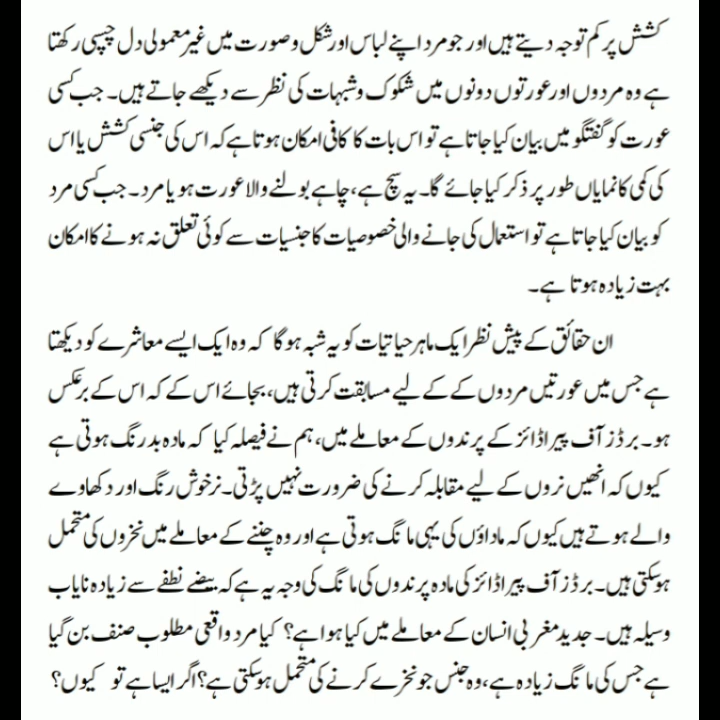 کشش پر کم توجہ دیتے ہیں اور جو مرد اپنے لباس اور شکل و صورت میں غیر معمولی دل چسپی رکھتا
ہے وہ مردوں اور عورتوں دونوں میں شکوک و شبہات کی نظر سے دیکھے جاتے ہیں۔ جب کسی
عورت کو گفتگو میں بیان کیا جاتا ہے تو اس بات کا کافی امکان ہوتا ہے کہ اس کی جنسی کشش یا اس
کی کمی کا نمایاں طور پر ذکر کیا جائے گا۔ یہ سچ ہے، چاہے بولنے والا عورت ہو یا مرد۔ جب کسی مرد
کو بیان کیا جاتا ہے تو استعمال کی جانے والی خصوصیات کا جنسیات سے کوئی تعلق نہ ہونے کا امکان
بہت زیادہ ہوتا ہے۔
ان حقائق کے پیش نظر ایک ماہر حیاتیات کو یہ شبہ ہوگا کہ وہ ایک ایسے معاشرے کو دیکھتا
ہے جس میں عورتیں مردوں کے کے لیے مسابقت کرتی ہیں، بجائے اس کے کہ اس کے برعکس
ہو۔ برڈز آف پیراڈائز کے پرندوں کے معاملے میں، ہم نے فیصلہ کیا کہ مادہ بدرنگ ہوتی ہے
کیوں کہ انھیں نروں کے لیے مقابلہ کرنے کی ضرورت نہیں پڑتی۔ نر خوش رنگ اور دکھاوے
والے ہوتے ہیں کیوں کہ ماداؤں کی یہی مانگ ہوتی ہے اور وہ چننے کے معاملے میں نخروں کی متحمل
ہوسکتی ہیں۔ برڈز آف پیراڈائز کی مادہ پرندوں کی مانگ کی وجہ یہ ہے کہ بیضے نطفے سے زیادہ نایاب
وسیلہ ہیں۔ جدید مغربی انسان کے معاملے میں کیا ہوا ہے؟ کیا مرد واقعی مطلوب صنف بن گیا
ہے جس کی مانگ زیادہ ہے، وہ جنس جو نخرے کرنے کی متحمل ہوسکتی ہے؟ اگر ایسا ہے تو کیوں؟